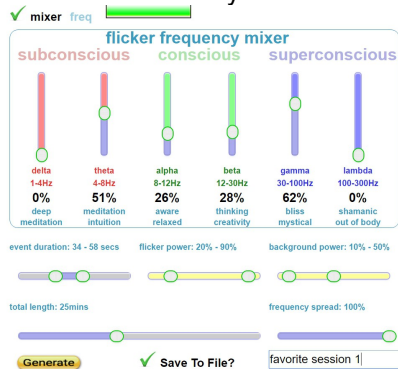 mixer freq
flicker frequency mixer
subconscious conscious superconscious
delta theta alpha beta gamma lambda
1-4Hz 4-8Hz 8-12Hz 12-30Hz 30-100Hz 100-300Hz
0% 51% 26% 28% 62% 0%
deep meditation aware thinking bliss shamanic
meditation intuition relaxed creativity mystical out of body
event duration: 34 - 58 secs flicker power: 20% - 90% background power: 10% - 50%
total length: 25mins frequency spread: 100%
Generate Save To File? favorite session 1